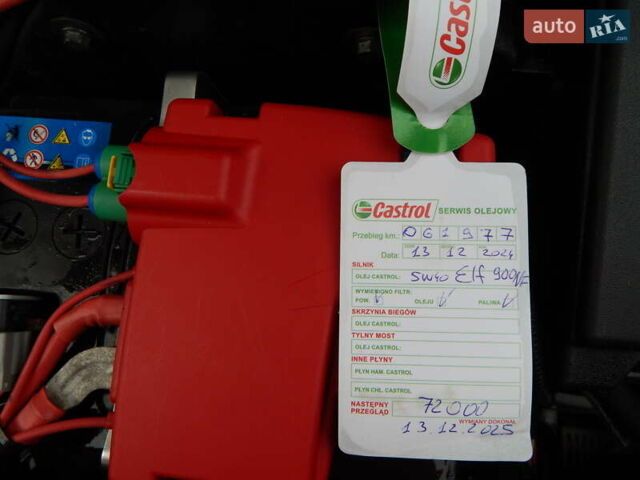 auto RIA .com
Castrol
Castrol SERWIS OLEJOWY
Przebieg km.: 061977
Data: 13 12 2024
SILNIK
OLEJ CASTROL: 5W40 Elf 900NF
WYMIENIONO FILTR:
POW. V OLEJU V PALIWA V
SKRZYNIA BIEGÓW
OLEJ CASTROL:
TYLNY MOST
OLEJ CASTROL:
INNE PŁYNY
PŁYN HAM. CASTROL
PŁYN CHŁ. CASTROL
NASTĘPNY PRZEGLĄD 72000
WYMIANY DOKONAŁ
13.12.2025